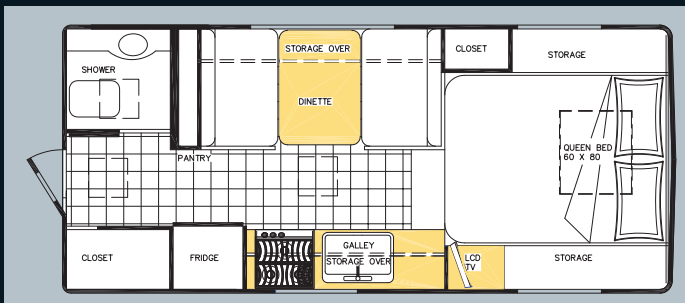 STORAGE OVER
CLOSET
STORAGE
SHOWER
DINETTE
QUEEN BED
60 X 80
PANTRY
CLOSET
FRIDGE
GALLEY
STORAGE OVER
LCD
TV
STORAGE